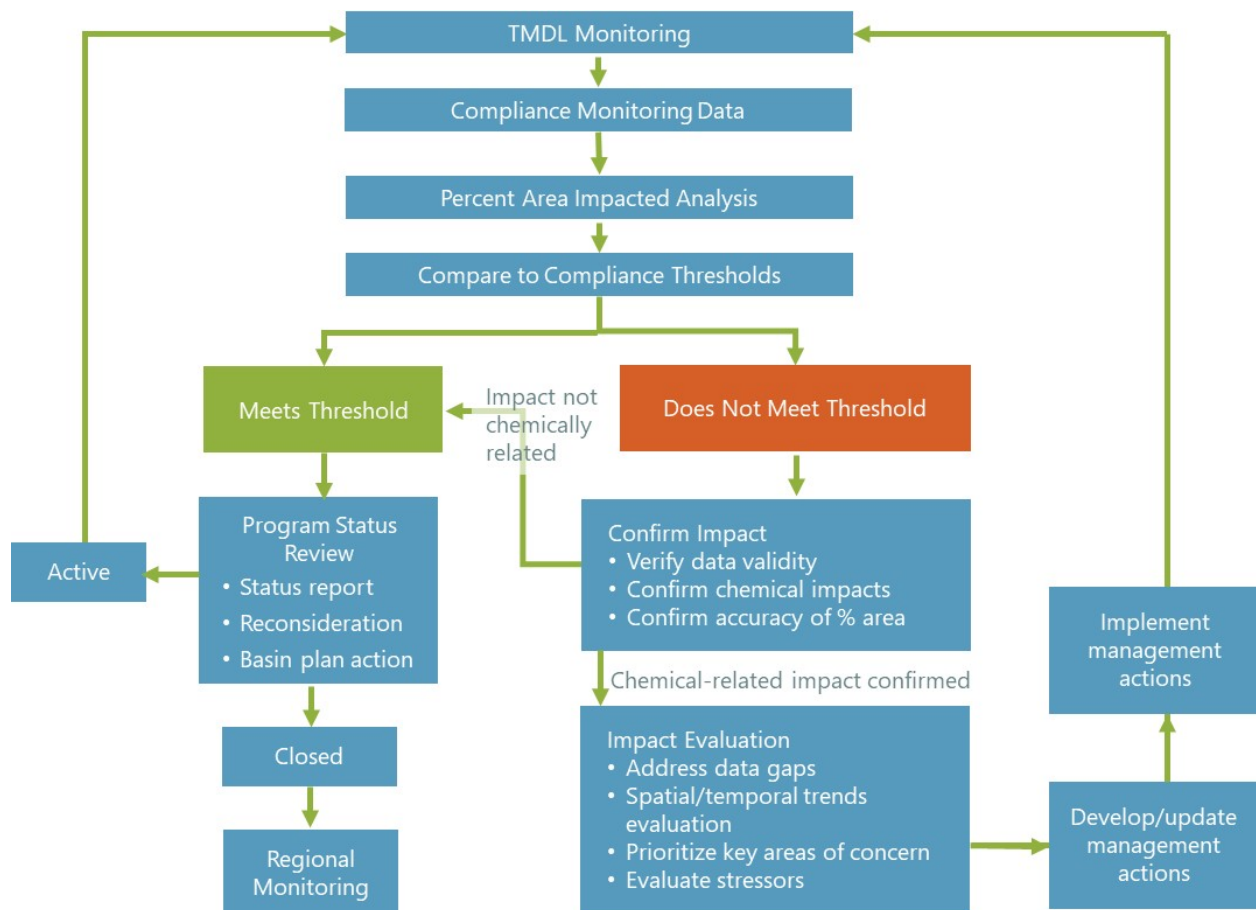 TMDL Monitoring
Compliance Monitoring Data
Percent Area Impacted Analysis
Compare to Compliance Thresholds
Meets Threshold
Impact not
chemically
related
Does Not Meet Threshold
Program Status
Review
• Status report
• Reconsideration
• Basin plan action
Active
Confirm Impact
• Verify data validity
• Confirm chemical impacts
• Confirm accuracy of % area
Chemical-related impact confirmed
Closed
Regional
Monitoring
Impact Evaluation
• Address data gaps
• Spatial/temporal trends
evaluation
• Prioritize key areas of concern
• Evaluate stressors
Develop/update
management
actions
Implement
management
actions